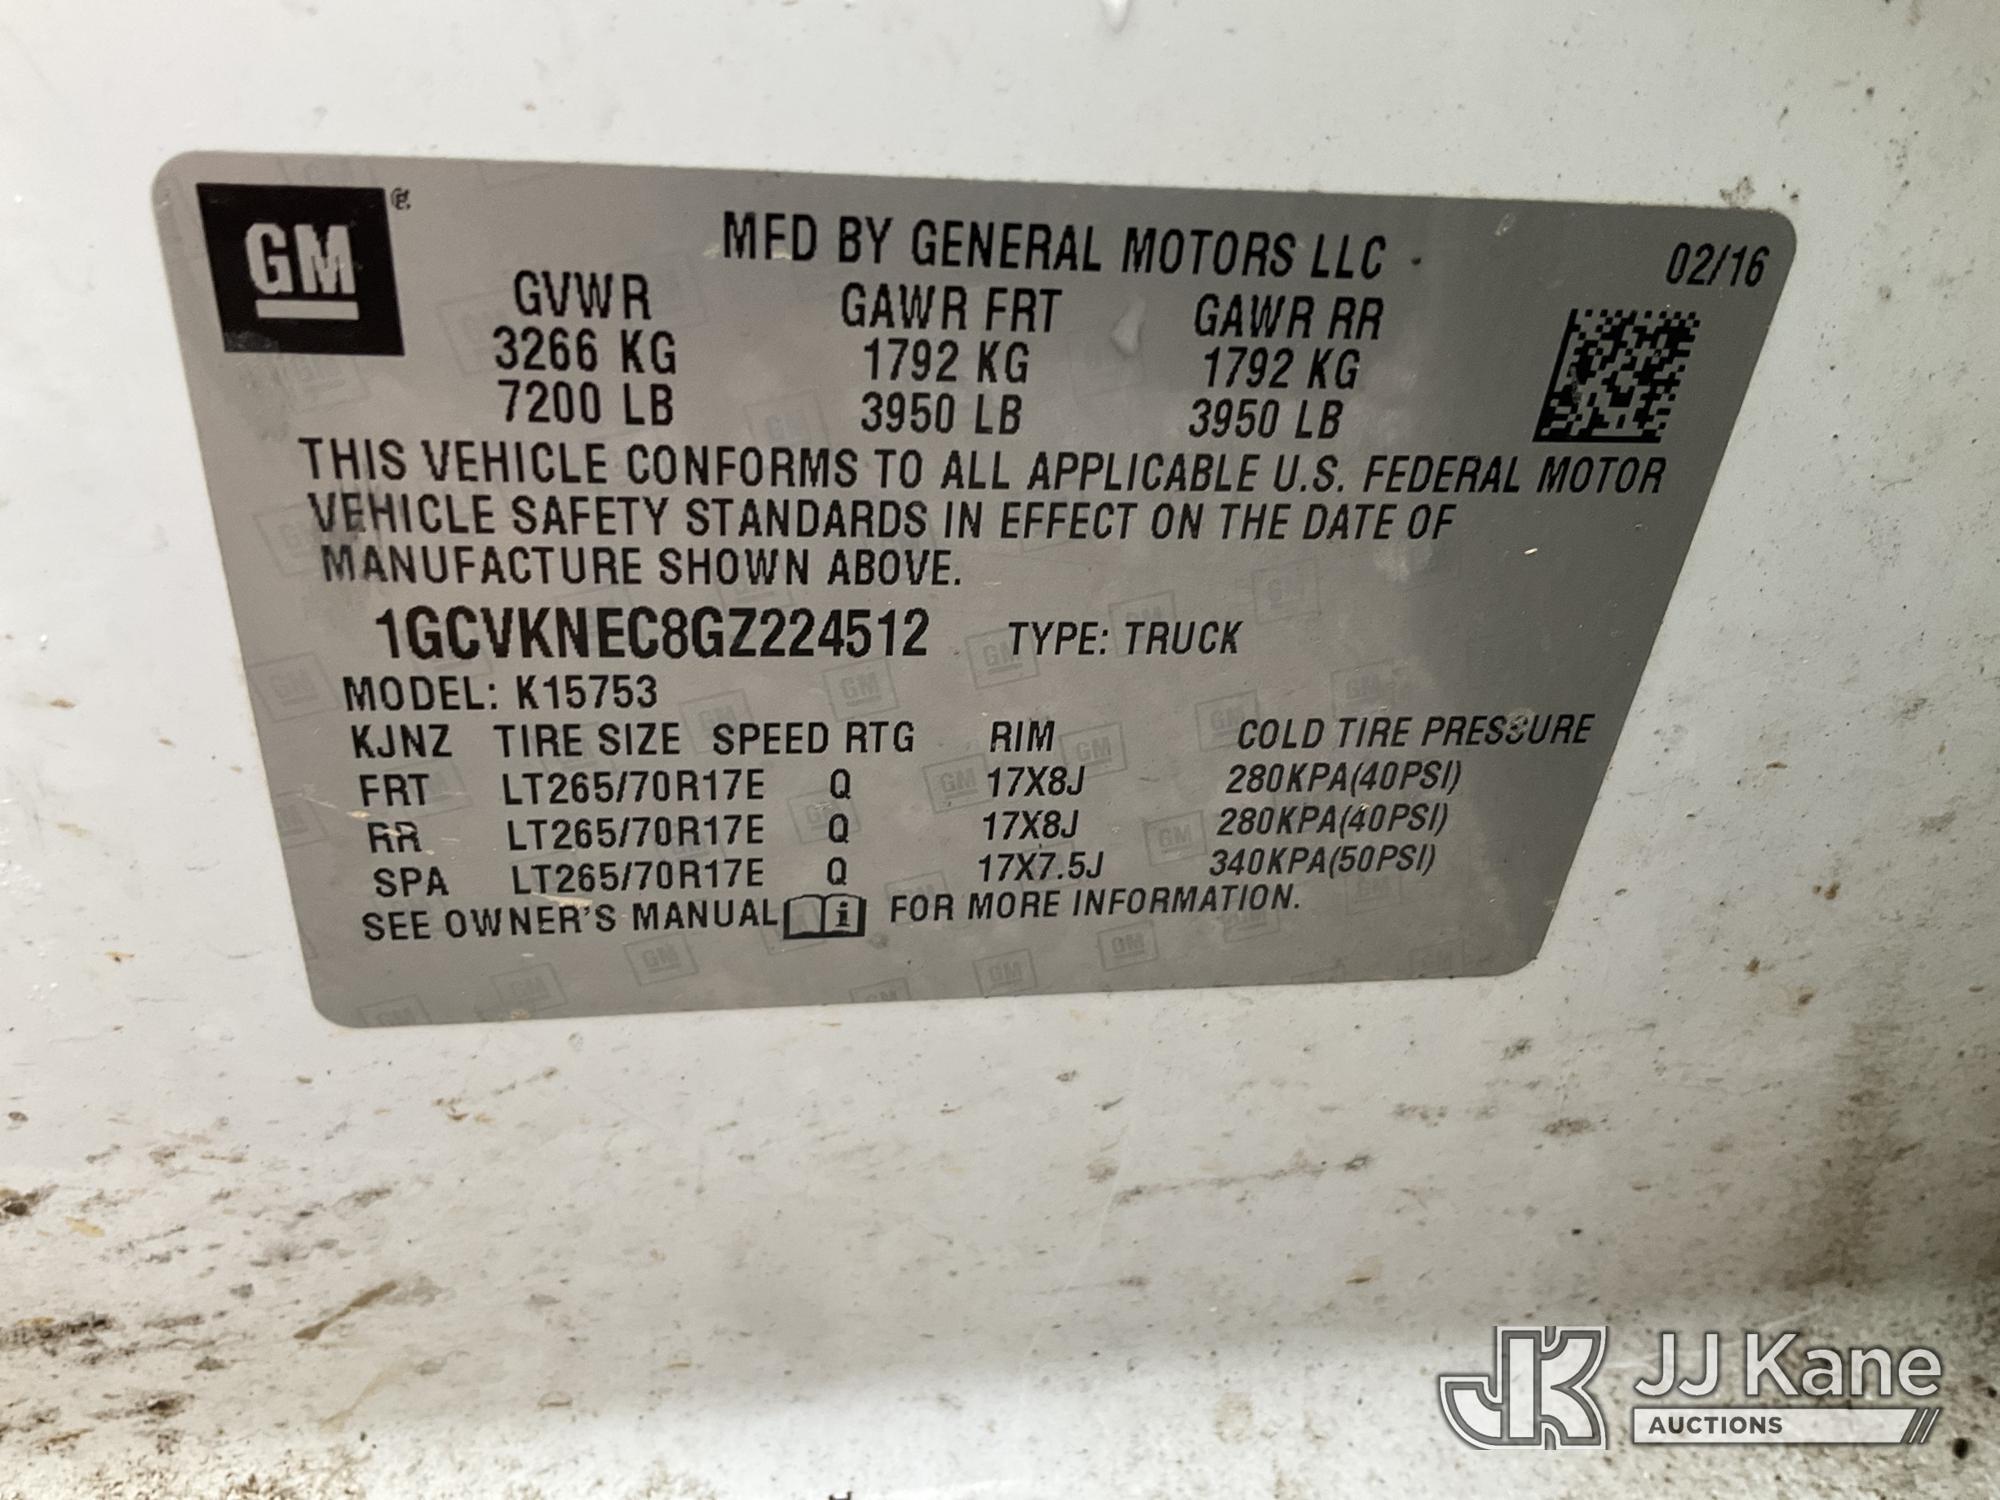 GM
MFD BY GENERAL MOTORS LLC
02/16
GVWR GAWR FRT GAWR RR
3266 KG 1792 KG 1792 KG
7200 LB 3950 LB 3950 LB
THIS VEHICLE CONFORMS TO ALL APPLICABLE U.S. FEDERAL MOTOR
VEHICLE SAFETY STANDARDS IN EFFECT ON THE DATE OF
MANUFACTURE SHOWN ABOVE.
1GCVKNEC8GZ224512 TYPE: TRUCK
MODEL: K15753
KJNZ TIRE SIZE SPEED RTG RIM COLD TIRE PRESSURE
FRT LT265/70R17E Q 17X8J 280KPA(40PSI)
RR LT265/70R17E Q 17X8J 280KPA(40PSI)
SPA LT265/70R17E Q 17X7.5J 340KPA(50PSI)
SEE OWNER'S MANUAL i FOR MORE INFORMATION.
JK JJ Kane
AUCTIONS